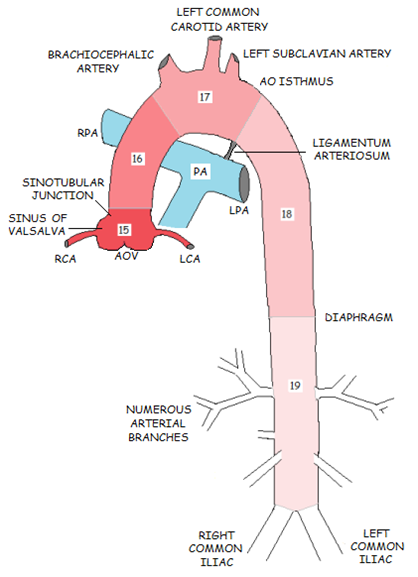 LEFT COMMON
CAROTID ARTERY
BRACHIOCEPHALIC
ARTERY
LEFT SUBCLAVIAN ARTERY
AO ISTHMUS
17
RPA
LIGAMENTUM
ARTERIOSUM
16
PA
SINOTUBULAR
JUNCTION
LPA
18
SINUS OF
VALSALVA
15
RCA
AOV
LCA
DIAPHRAGM
19
NUMEROUS
ARTERIAL
BRANCHES
RIGHT
COMMON
ILIAC
LEFT
COMMON
ILIAC